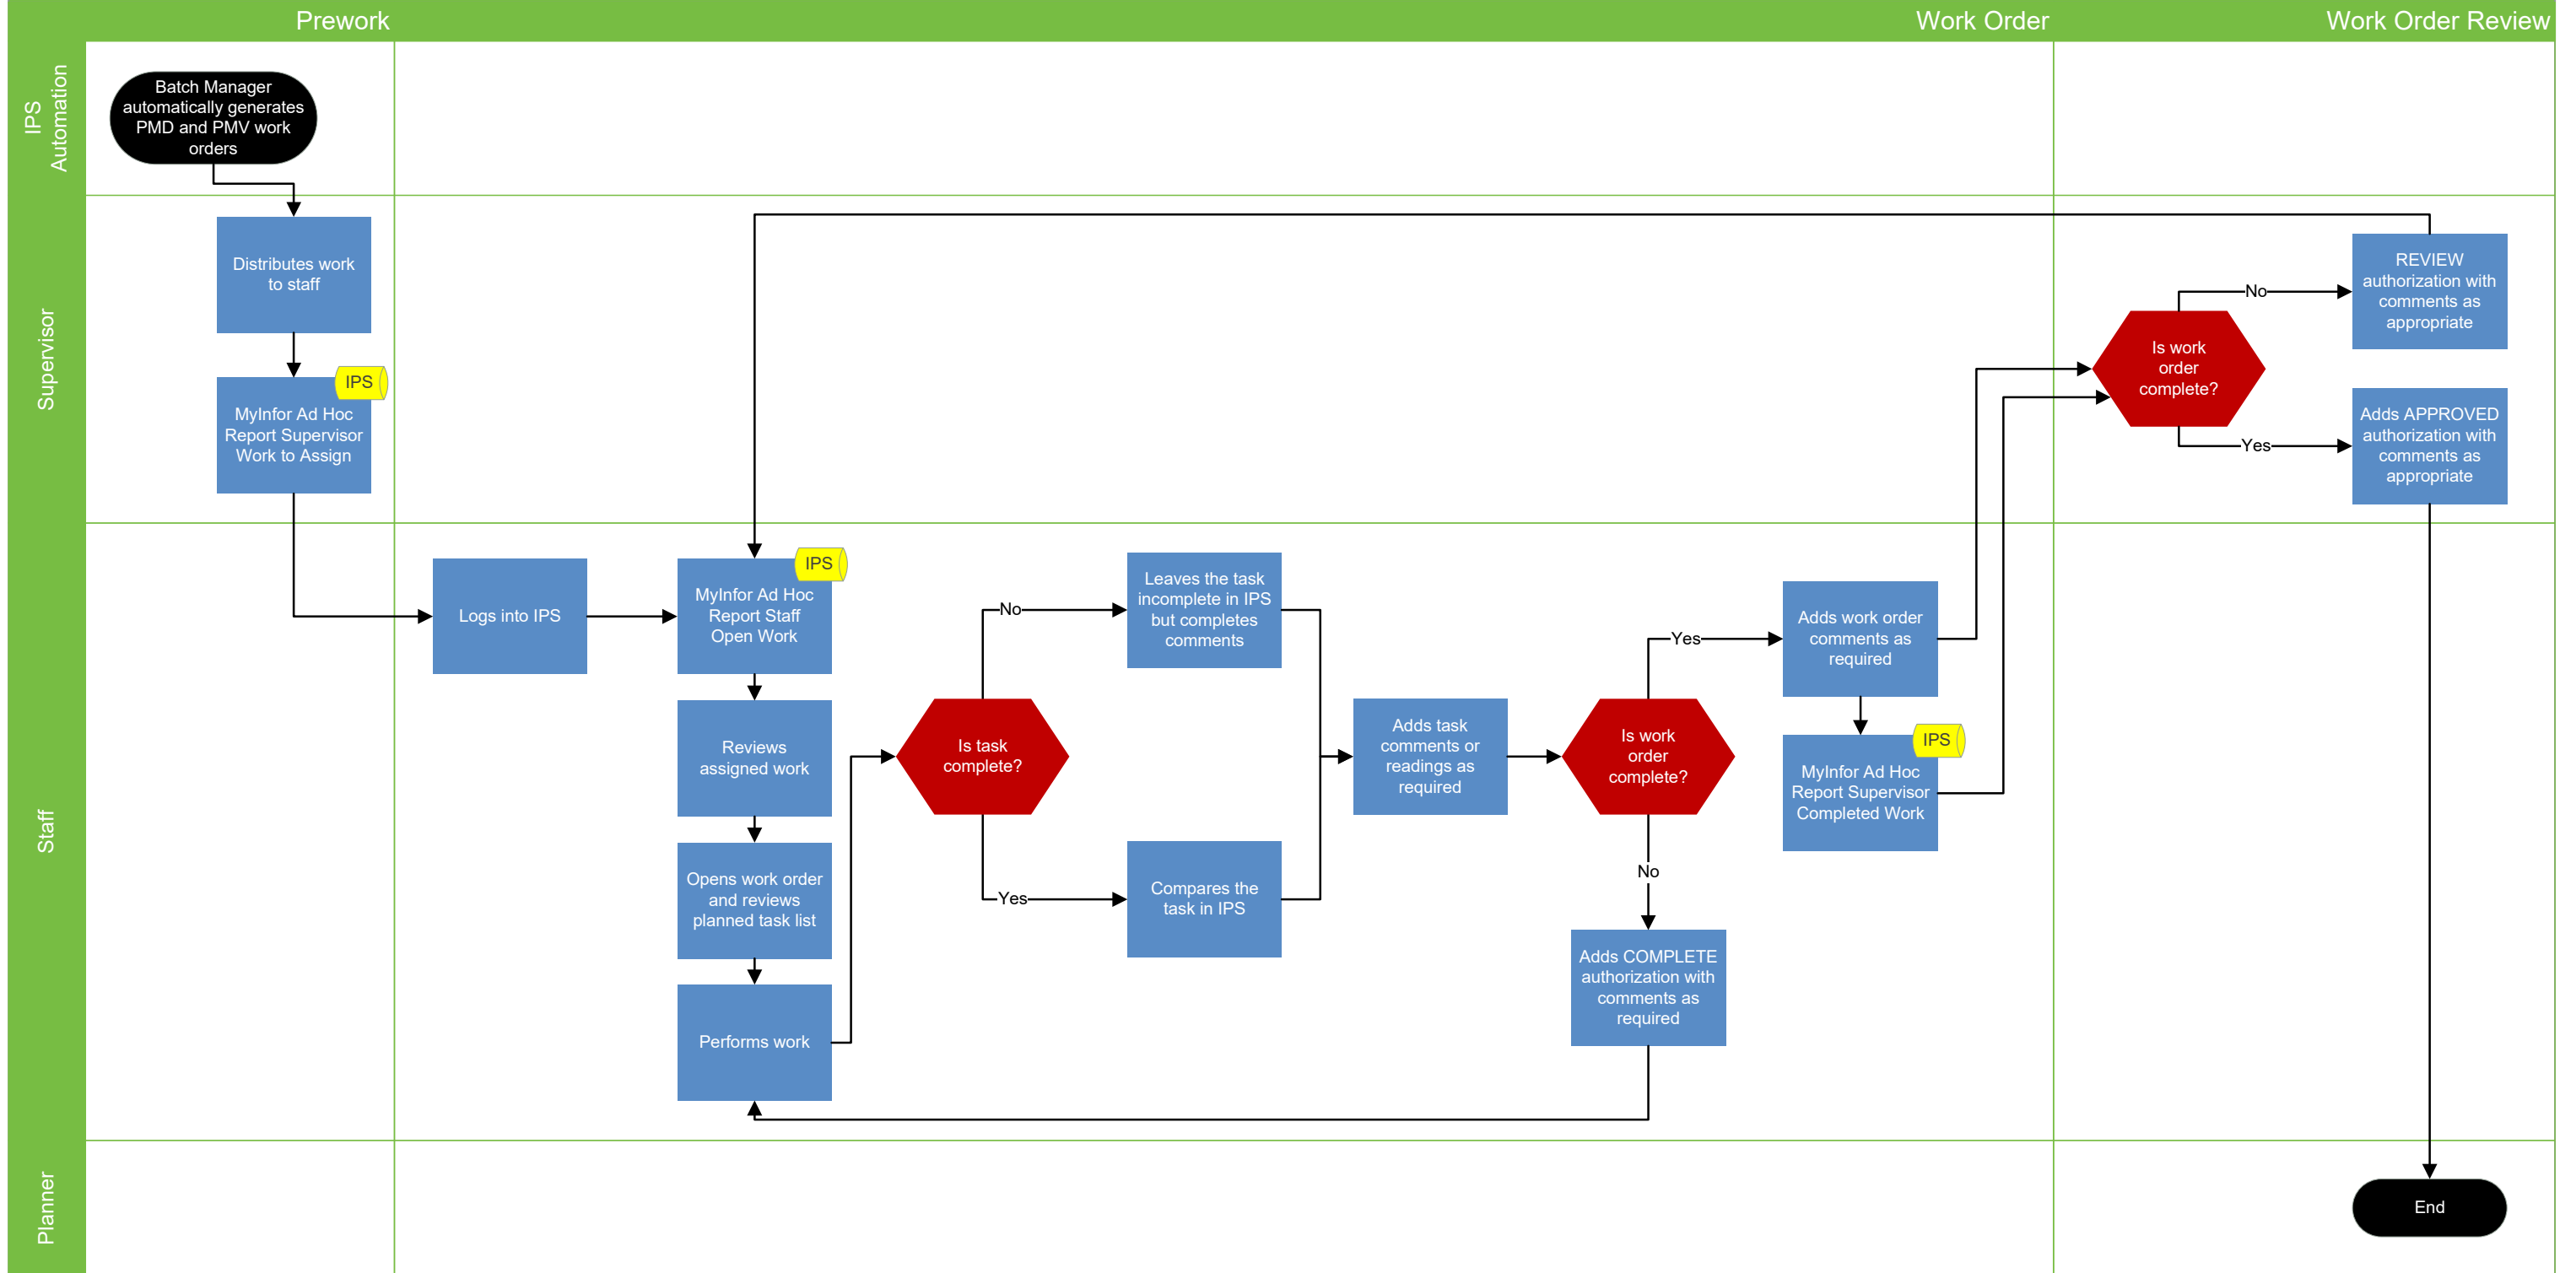 Prework
Work Order
Work Order Review
IPS
Automation
Batch Manager
automatically generates
PMD and PMV work
orders
Supervisor
Distributes work
to staff
IPS
MyInfor Ad Hoc
Report Supervisor
Work to Assign
Is work
order
complete?
No
REVIEW
authorization with
comments as
appropriate
Yes
Adds APPROVED
authorization with
comments as
appropriate
Staff
Logs into IPS
IPS
MyInfor Ad Hoc
Report Staff
Open Work
Reviews
assigned work
Opens work order
and reviews
planned task list
Performs work
Is task
complete?
No
Leaves the task
incomplete in IPS
but completes
comments
Yes
Compares the
task in IPS
Adds task
comments or
readings as
required
Is work
order
complete?
Yes
Adds work order
comments as
required
IPS
MyInfor Ad Hoc
Report Supervisor
Completed Work
No
Adds COMPLETE
authorization with
comments as
required
Planner
End